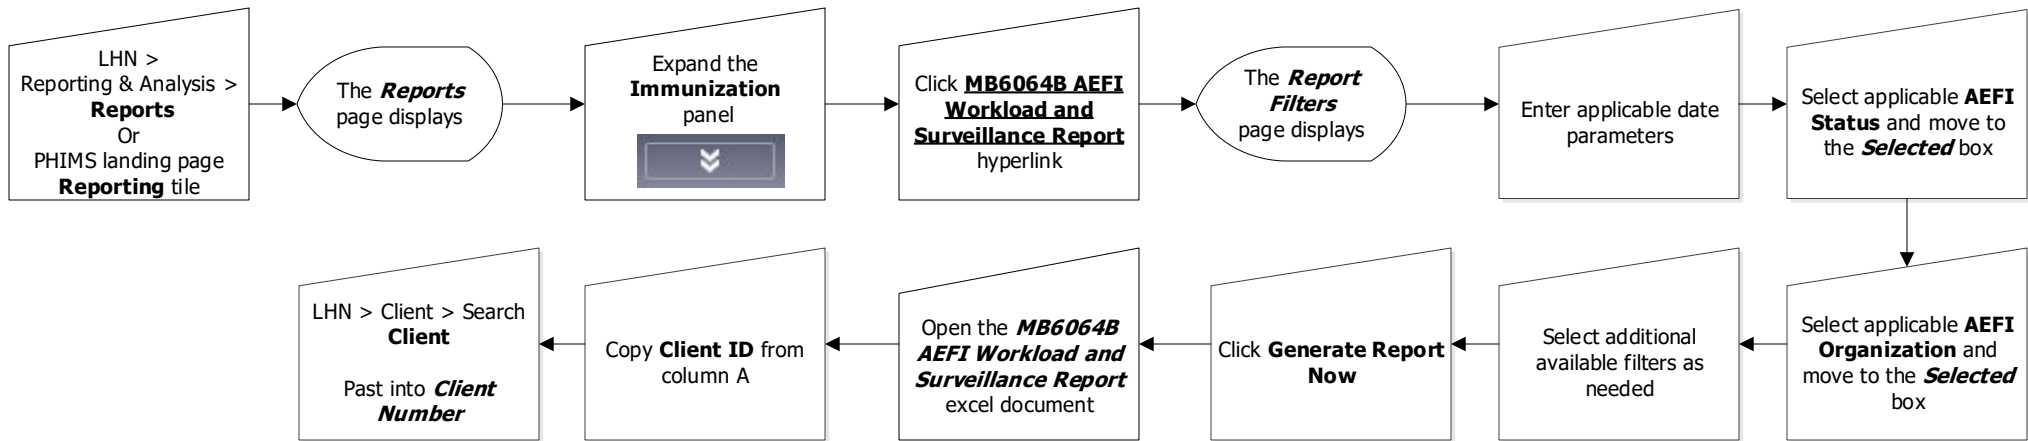 LHN >
Reporting & Analysis >
Reports
Or
PHIMS landing page
Reporting tile
The Reports
page displays
Expand the
Immunization
panel
Click MB6064B AEFI
Workload and
Surveillance Report
hyperlink
The Report
Filters
page displays
Enter applicable date
parameters
Select applicable AEFI
Status and move to
the Selected box
Select applicable AEFI
Organization and
move to the Selected
box
Select additional
available filters as
needed
Click Generate Report
Now
Open the MB6064B
AEFI Workload and
Surveillance Report
excel document
Copy Client ID from
column A
LHN > Client > Search
Client
Past into Client
Number